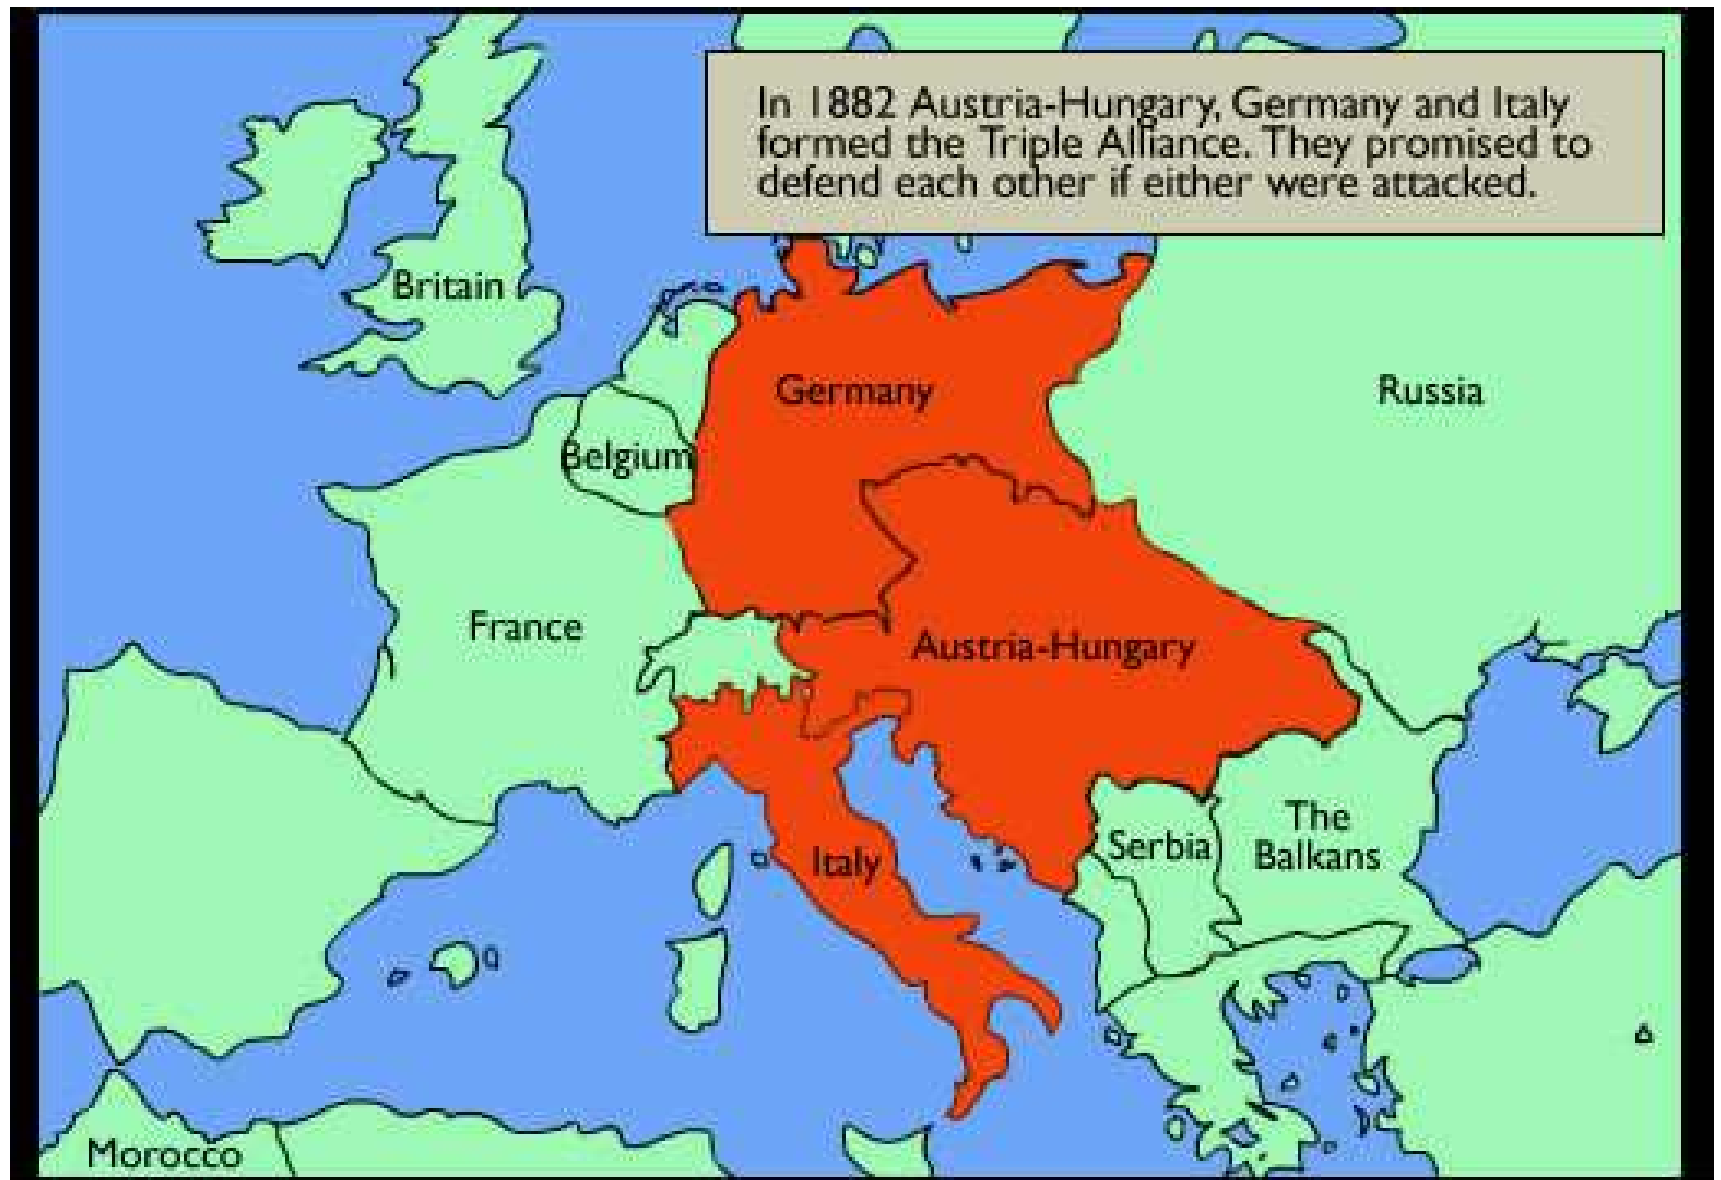 In 1882 Austria-Hungary, Germany and Italy
formed the Triple Alliance. They promised to
defend each other if either were attacked.
Britain
Germany
Russia
Belgium
France
Austria-Hungary
The
Balkans
Serbia
Italy
Morocco